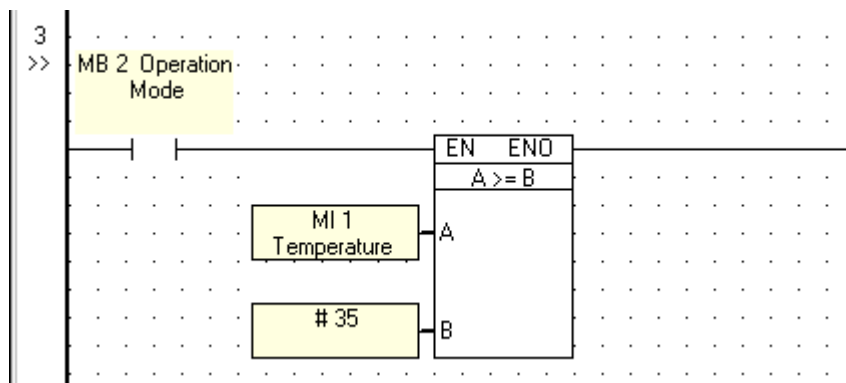 3
>>
MB 2 Operation
Mode
EN ENO
A >= B
MI 1
Temperature
A
# 35
B